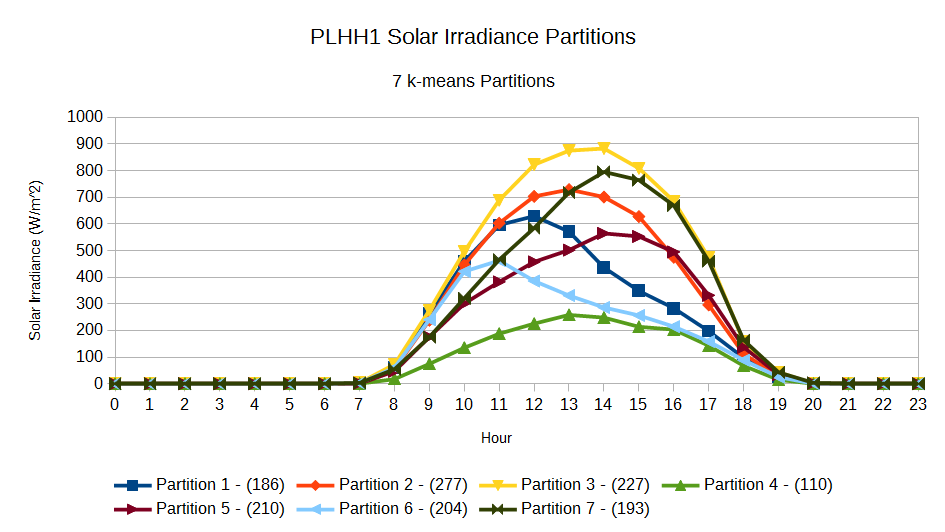 PLHH1 Solar Irradiance Partitions
7 k-means Partitions
Solar Irradiance (W/m^2)
1000
900
800
700
600
500
400
300
200
100
0
0 1 2 3 4 5 6 7 8 9 10 11 12 13 14 15 16 17 18 19 20 21 22 23
Hour
Partition 1 - (186) Partition 2 - (277) Partition 3 - (227) Partition 4 - (110)
Partition 5 - (210) Partition 6 - (204) Partition 7 - (193)